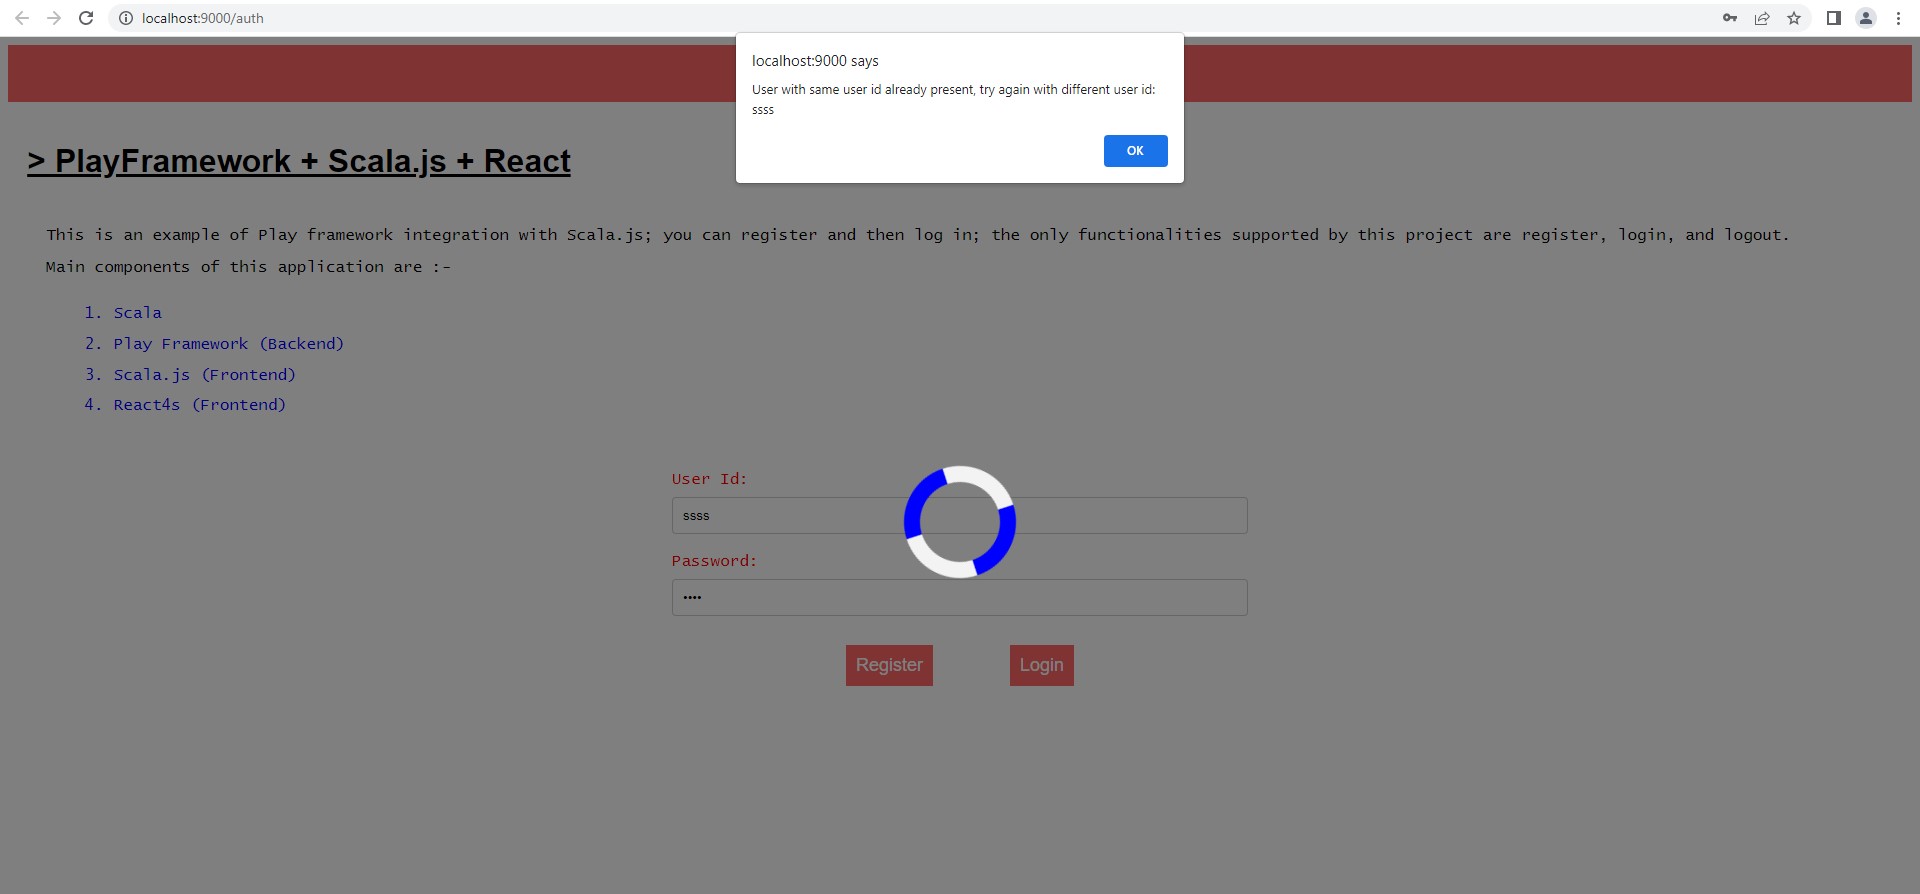 localhost:9000/auth
localhost:9000 says
User with same user id already present, try again with different user id:
ssss
OK
> PlayFramework + Scala.js + React
This is an example of Play framework integration with Scala.js; you can register and then log in; the only functionalities supported by this project are register, login, and logout.
Main components of this application are :-
1. Scala
2. Play Framework (Backend)
3. Scala.js (Frontend)
4. React4s (Frontend)
User Id:
ssss
Password:
••••
Register Login